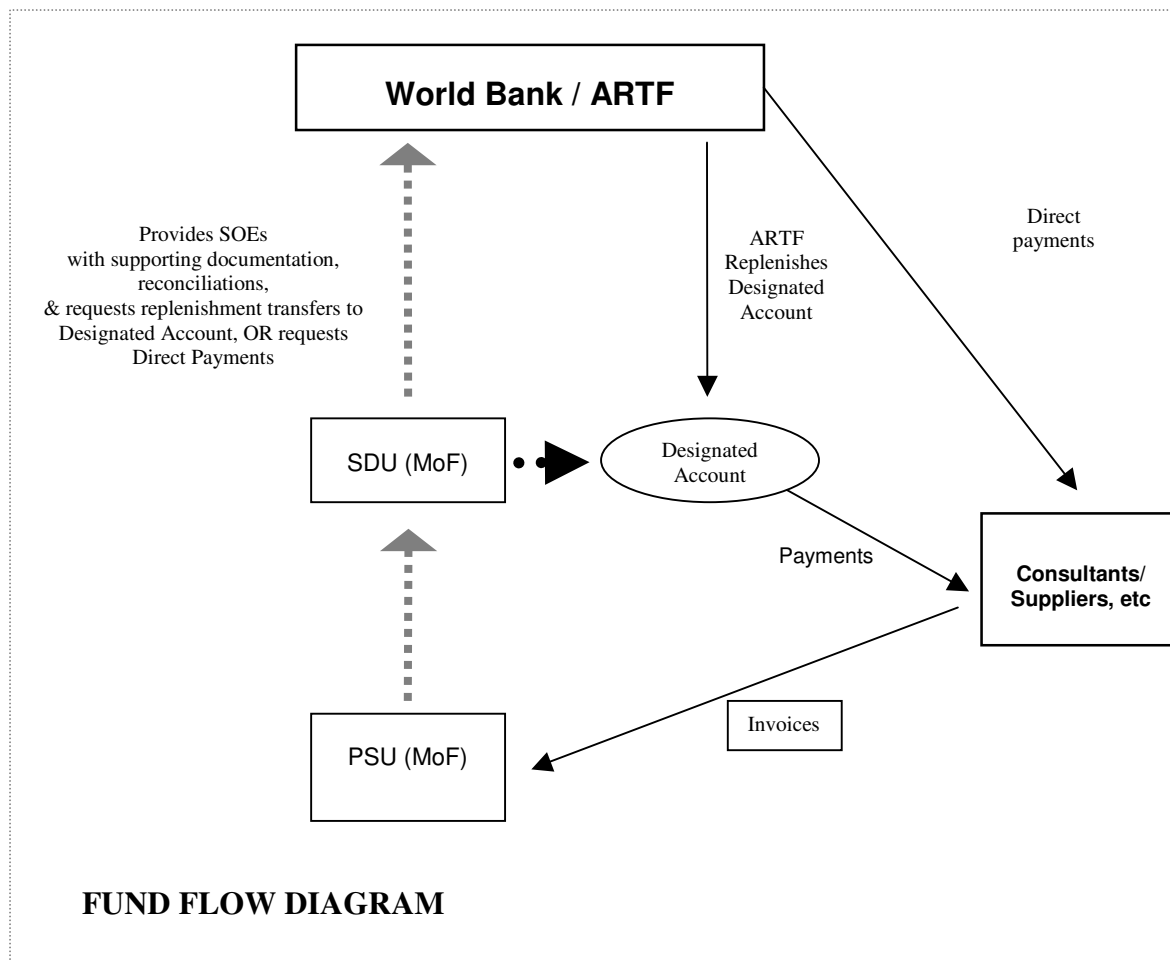 World Bank / ARTF
Provides SOEs
with supporting documentation,
reconciliations,
& requests replenishment transfers to
Designated Account, OR requests
Direct Payments
ARTF
Replenishes
Designated
Account
Direct
payments
SDU (MoF)
Designated
Account
Payments
Consultants/
Suppliers, etc
Invoices
PSU (MoF)
FUND FLOW DIAGRAM